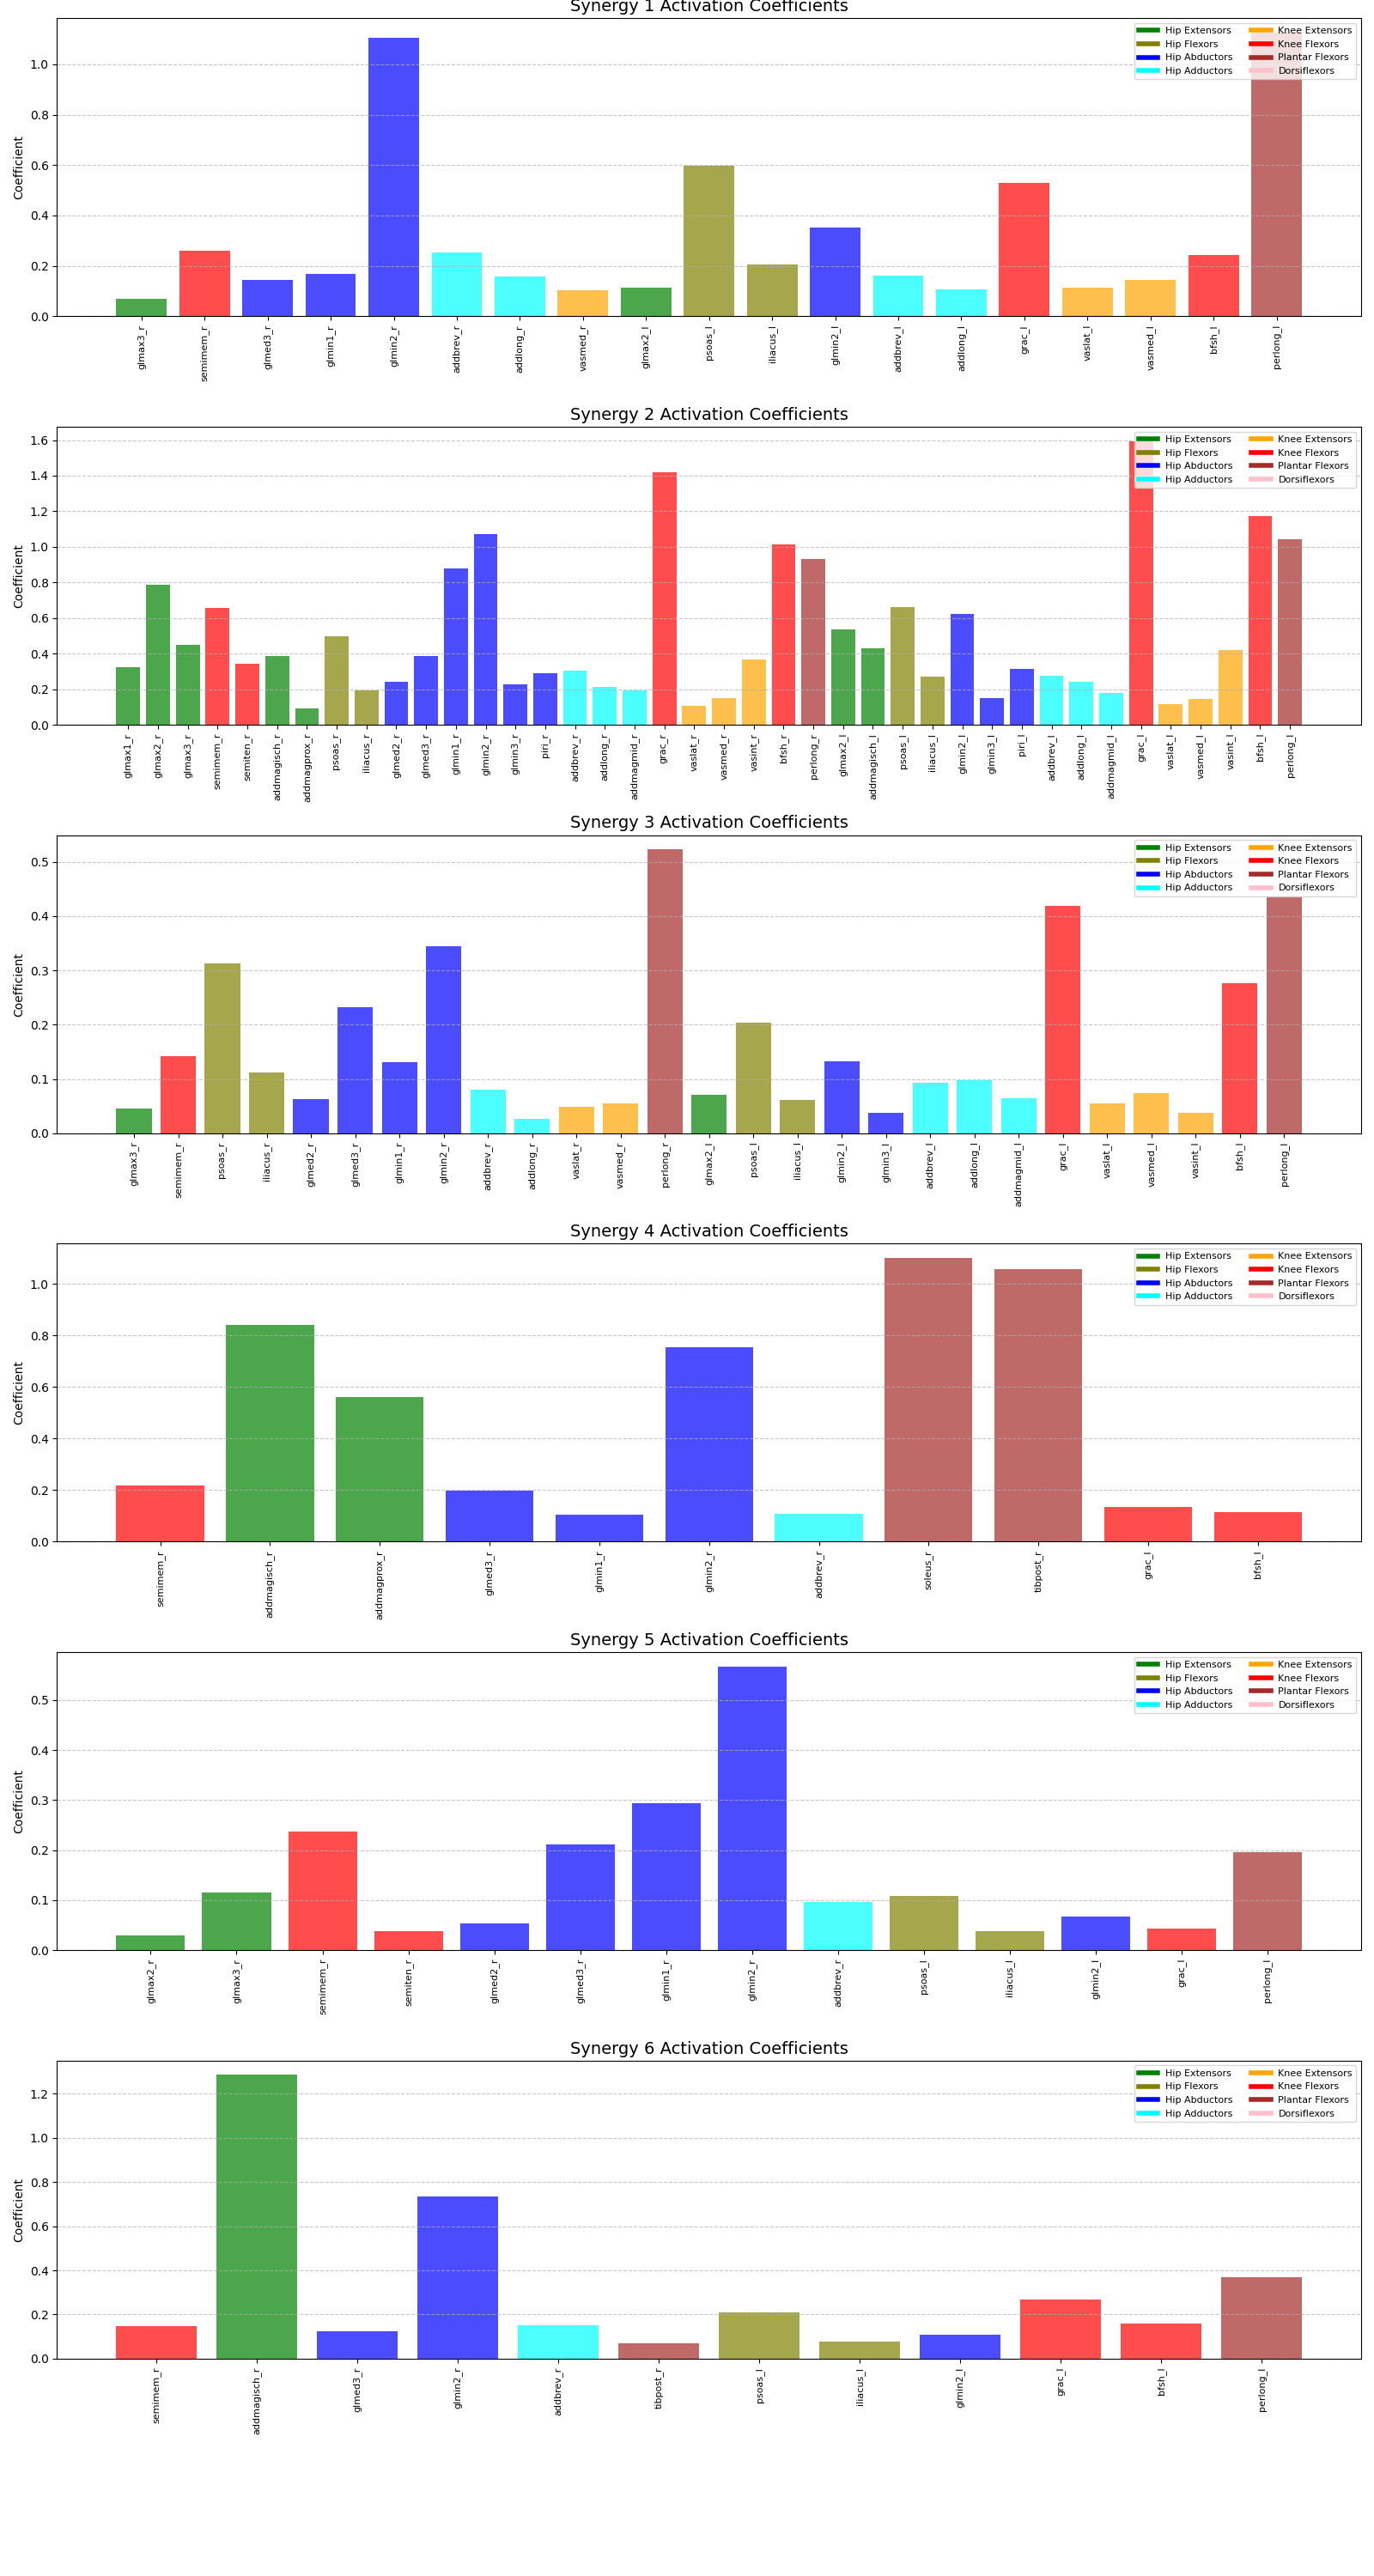 Synergy 1 Activation Coefficients
Coefficient
1.0
0.8
0.6
0.4
0.2
0.0
Hip Extensors Knee Extensors
Hip Flexors Knee Flexors
Hip Abductors Plantar Flexors
Hip Adductors Dorsiflexors
glmax3_r semimem_r glmed3_r glmin1_r glmin2_r addbrev_r addlong_r vasmed_r glmax2_l psoas_l iliacus_l glmin2_l addbrev_l addlong_l grac_l vaslat_l vasmed_l bfsh_l perlong_l
Synergy 2 Activation Coefficients
Coefficient
1.6
1.4
1.2
1.0
0.8
0.6
0.4
0.2
0.0
Hip Extensors Knee Extensors
Hip Flexors Knee Flexors
Hip Abductors Plantar Flexors
Hip Adductors Dorsiflexors
glmax1_r glmax2_r glmax3_r semimem_r semiten_r addmagisch_r addmagprox_r psoas_r iliacus_r glmed2_r glmed3_r glmin1_r glmin2_r glmin3_r piri_r addbrev_r addlong_r addmagmid_r grac_r vaslat_r vasmed_r vasint_r bfsh_r perlong_r glmax2_l addmagisch_l psoas_l iliacus_l glmin2_l glmin3_l piri_l addbrev_l addlong_l addmagmid_l grac_l vaslat_l vasmed_l vasint_l bfsh_l perlong_l
Synergy 3 Activation Coefficients
Coefficient
0.5
0.4
0.3
0.2
0.1
0.0
Hip Extensors Knee Extensors
Hip Flexors Knee Flexors
Hip Abductors Plantar Flexors
Hip Adductors Dorsiflexors
glmax3_r semimem_r psoas_r iliacus_r glmed2_r glmed3_r glmin1_r glmin2_r addbrev_r addlong_r vaslat_r vasmed_r perlong_r glmax2_l psoas_l iliacus_l glmin2_l glmin3_l addbrev_l addlong_l addmagmid_l grac_l vaslat_l vasmed_l vasint_l bfsh_l perlong_l
Synergy 4 Activation Coefficients
Coefficient
1.0
0.8
0.6
0.4
0.2
0.0
Hip Extensors Knee Extensors
Hip Flexors Knee Flexors
Hip Abductors Plantar Flexors
Hip Adductors Dorsiflexors
semimem_r addmagisch_r addmagprox_r glmed3_r glmin1_r glmin2_r addbrev_r soleus_r tibpost_r grac_l bfsh_l
Synergy 5 Activation Coefficients
Coefficient
0.5
0.4
0.3
0.2
0.1
0.0
Hip Extensors Knee Extensors
Hip Flexors Knee Flexors
Hip Abductors Plantar Flexors
Hip Adductors Dorsiflexors
glmax2_r glmax3_r semimem_r semiten_r glmed2_r glmed3_r glmin1_r glmin2_r addbrev_r psoas_l iliacus_l glmin2_l grac_l perlong_l
Synergy 6 Activation Coefficients
Coefficient
1.2
1.0
0.8
0.6
0.4
0.2
0.0
Hip Extensors Knee Extensors
Hip Flexors Knee Flexors
Hip Abductors Plantar Flexors
Hip Adductors Dorsiflexors
semimem_r addmagisch_r glmed3_r glmin2_r addbrev_r tibpost_r psoas_l iliacus_l glmin2_l grac_l bfsh_l perlong_l